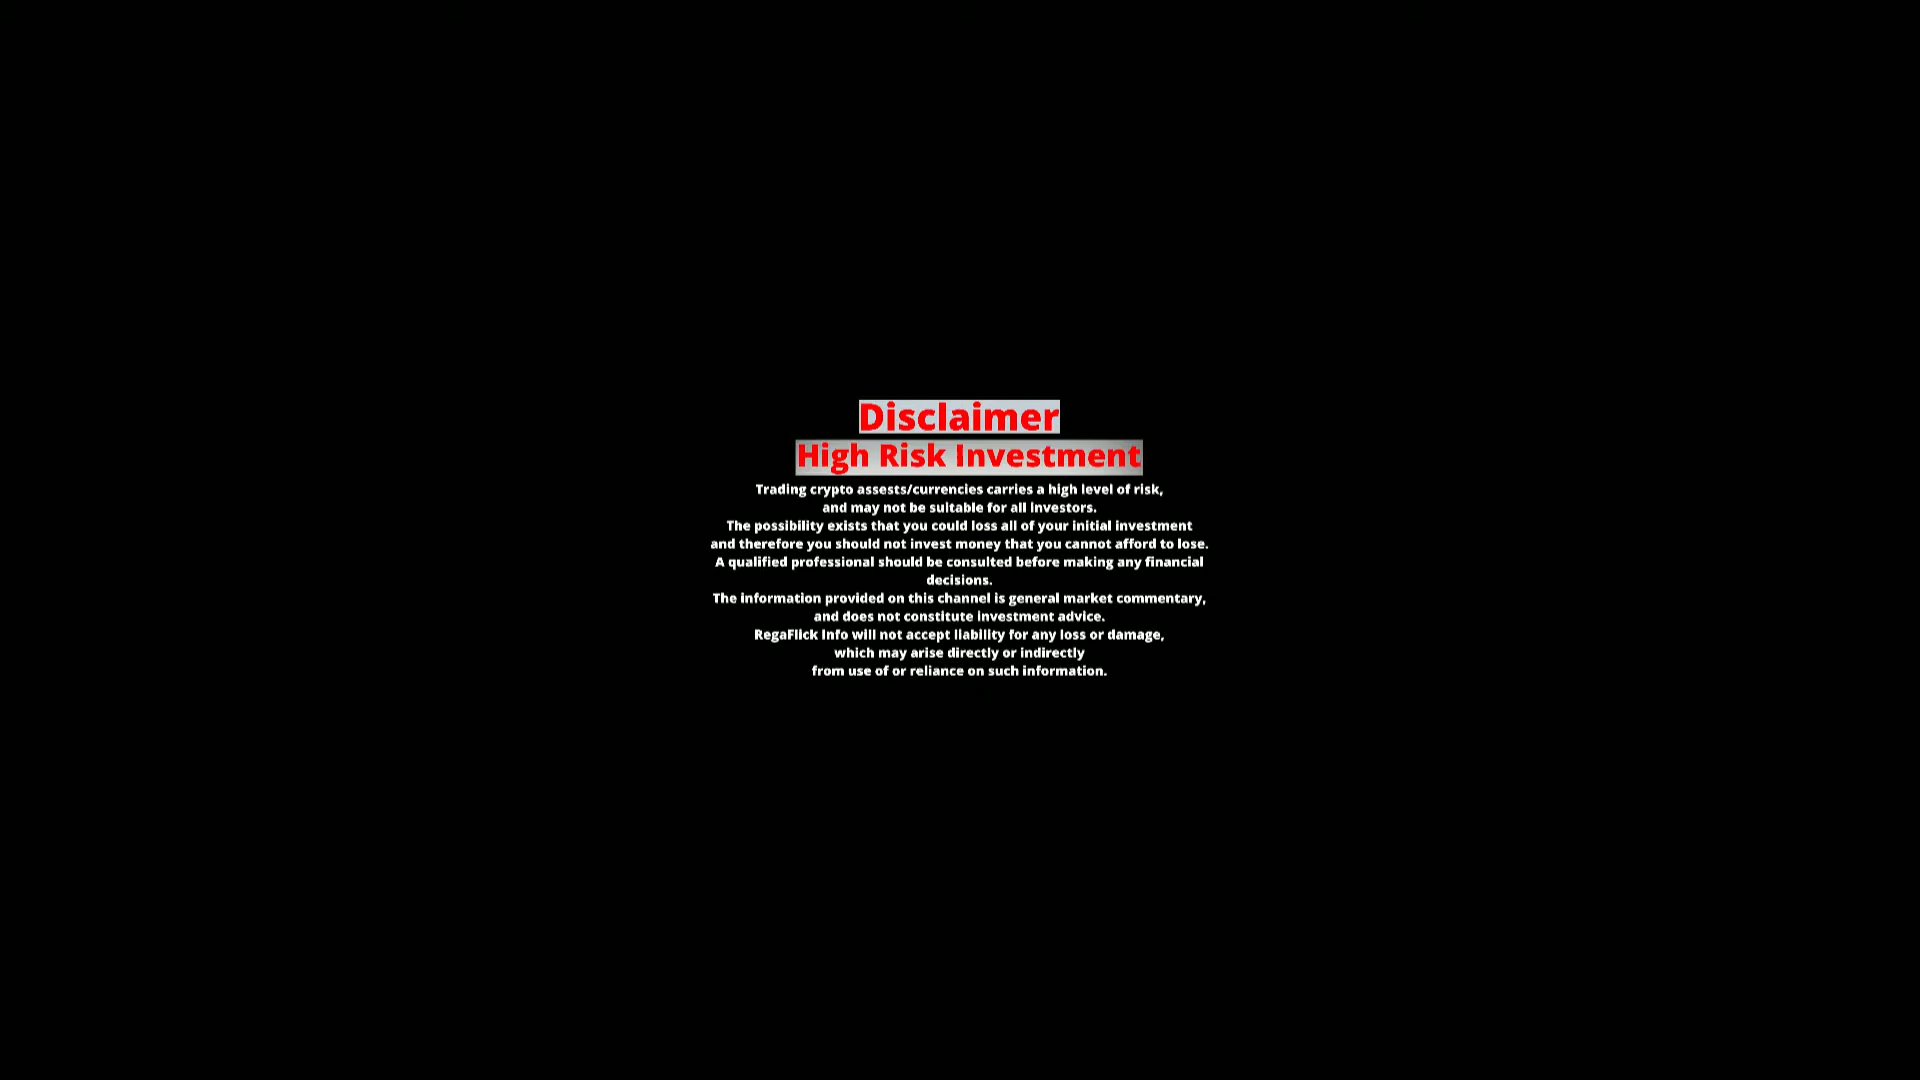 Disclaimer
High Risk Investment
Trading crypto assests/currencies carries a high level of risk,
and may not be suitable for all investors.
The possibility exists that you could loss all of your initial investment
and therefore you should not invest money that you cannot afford to lose.
A qualified professional should be consulted before making any financial
decisions.
The information provided on this channel is general market commentary,
and does not constitute investment advice.
RegaFlick Info will not accept liability for any loss or damage,
which may arise directly or indirectly
from use of or reliance on such information.